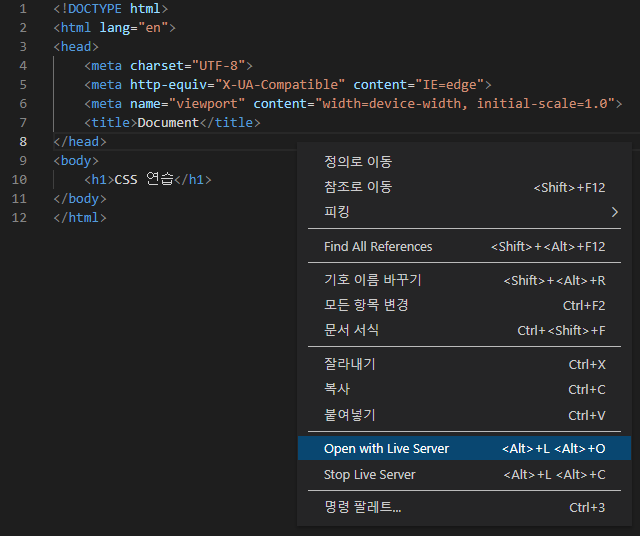 1 <!DOCTYPE html>
2 <html lang="en">
3 <head>
4 <meta charset="UTF-8">
5 <meta http-equiv="X-UA-Compatible" content="IE=edge">
6 <meta name="viewport" content="width=device-width, initial-scale=1.0">
7 <title>Document</title>
8 </head>
9 <body>
10 <h1>CSS 연습</h1>
11 </body>
12 </html>
정의로 이동
참조로 이동 <Shift>+F12
피킹
Find All References <Shift>+<Alt>+F12
기호 이름 바꾸기 <Shift>+<Alt>+R
모든 항목 변경 Ctrl+F2
문서 서식 Ctrl+<Shift>+F
잘라내기 Ctrl+X
복사 Ctrl+C
붙여넣기 Ctrl+V
Open with Live Server <Alt>+L <Alt>+O
Stop Live Server <Alt>+L <Alt>+C
명령 팔레트... Ctrl+3